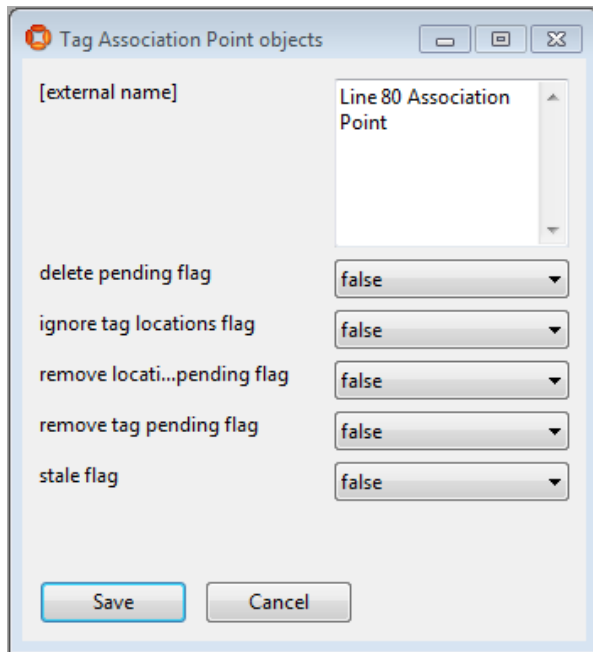 Tag Association Point objects
[external name]
Line 80 Association
Point
delete pending flag
false
ignore tag locations flag
false
remove locati...pending flag
false
remove tag pending flag
false
stale flag
false
Save
Cancel